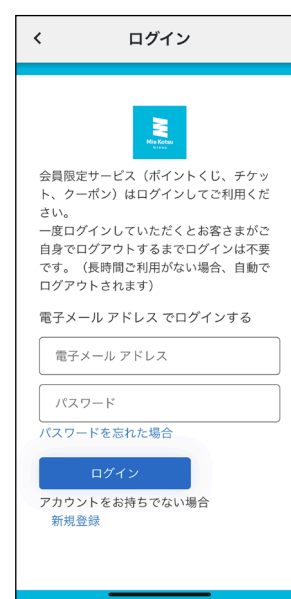 ログイン
Mie Kotsu
Group
会員限定サービス（ポイントくじ、チケッ
ト、クーポン）はログインしてご利用くだ
さい。
一度ログインしていただくとお客さまがご
自身でログアウトするまでログインは不要
です。（長時間ご利用がない場合、自動で
ログアウトされます）
電子メール アドレス でログインする
電子メール アドレス
パスワード
パスワードを忘れた場合
ログイン
アカウントをお持ちでない場合
新規登録